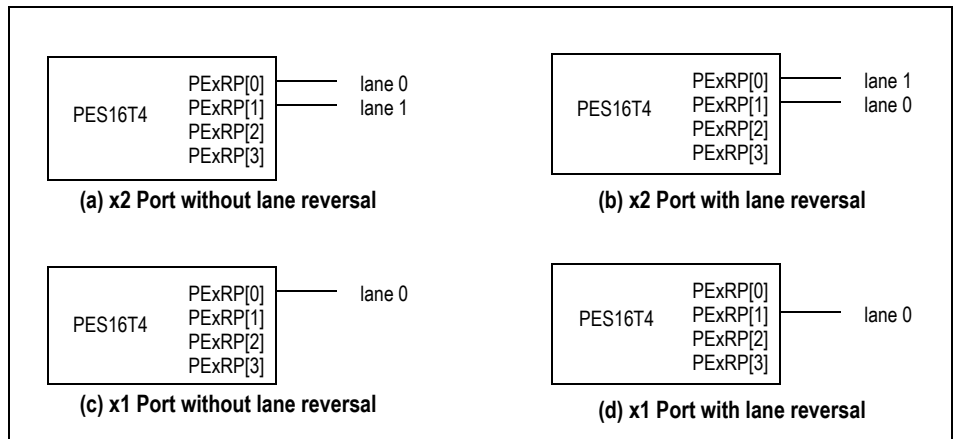 PES16T4
PExRP[0]
PExRP[1]
PExRP[2]
PExRP[3]
lane 0
lane 1
(a) x2 Port without lane reversal
PES16T4
PExRP[0]
PExRP[1]
PExRP[2]
PExRP[3]
lane 1
lane 0
(b) x2 Port with lane reversal
PES16T4
PExRP[0]
PExRP[1]
PExRP[2]
PExRP[3]
lane 0
(c) x1 Port without lane reversal
PES16T4
PExRP[0]
PExRP[1]
PExRP[2]
PExRP[3]
lane 0
(d) x1 Port with lane reversal